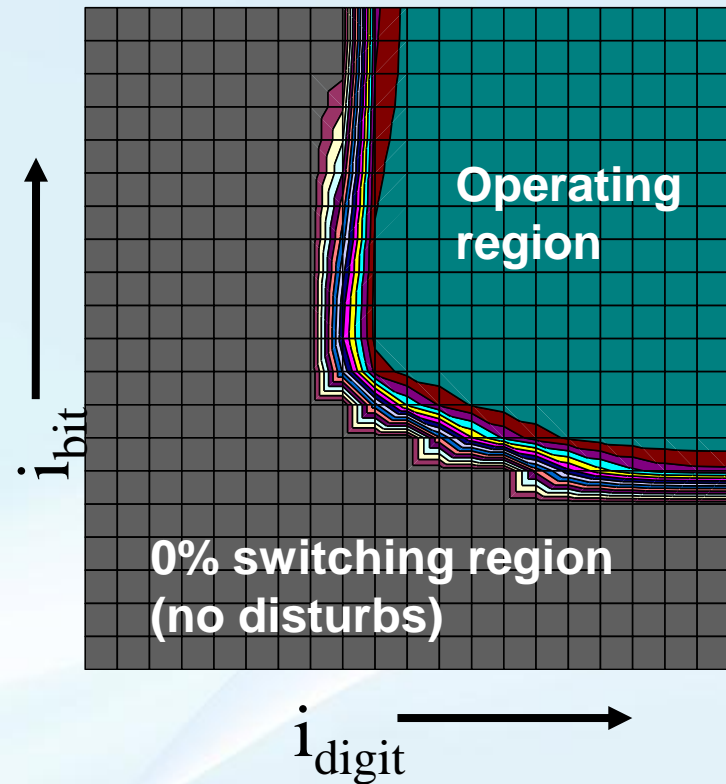 Operating
region
i_bit
0% switching region
(no disturbs)
i_digit